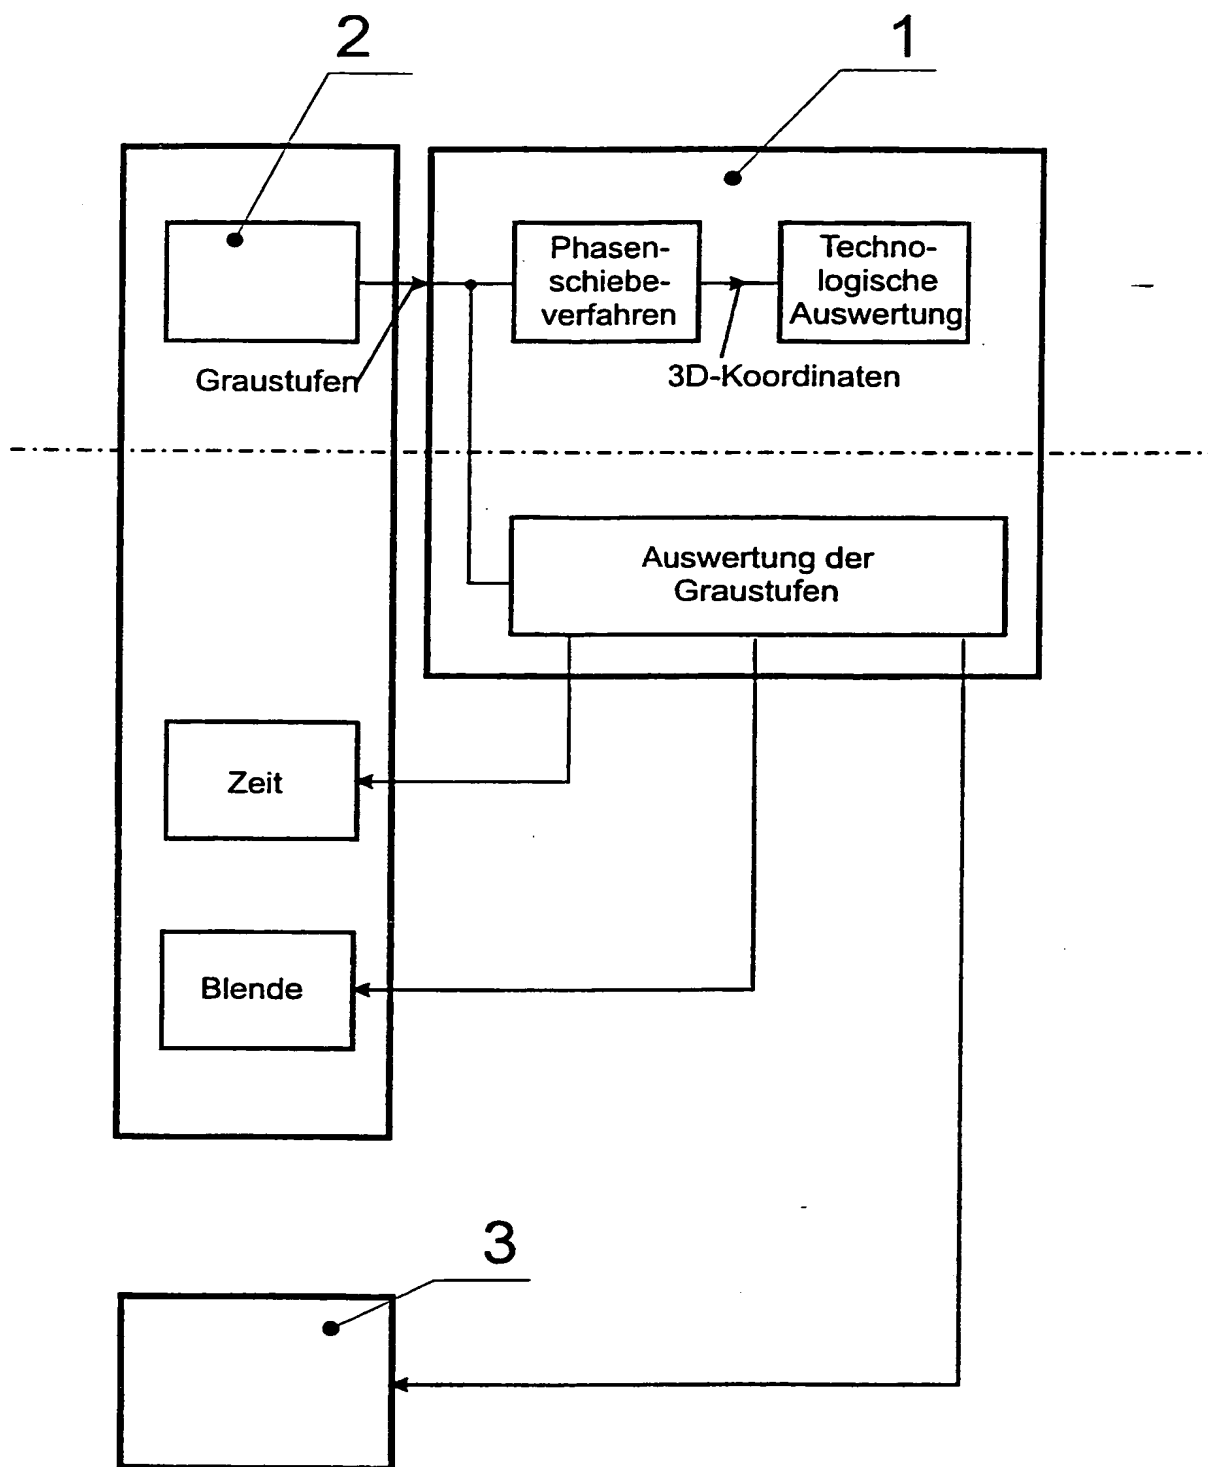 2
1
Phasen-
schiebe-
verfahren
Techno-
logische
Auswertung
Graustufen
3D-Koordinaten
Auswertung der
Graustufen
Zeit
Blende
3